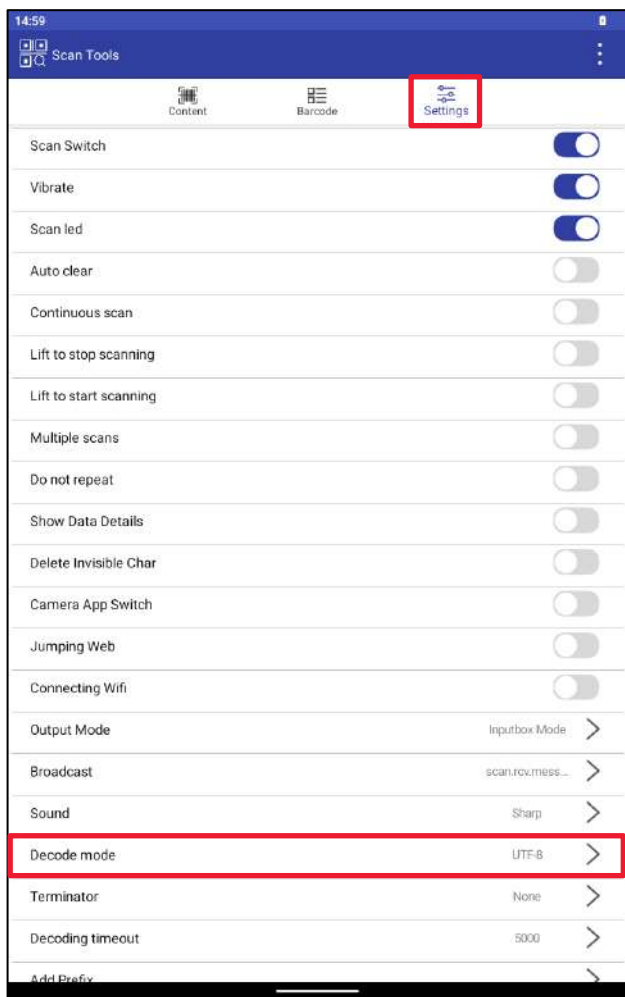 14:59
Scan Tools
Content Barcode Settings
Scan Switch
Vibrate
Scan led
Auto clear
Continuous scan
Lift to stop scanning
Lift to start scanning
Multiple scans
Do not repeat
Show Data Details
Delete Invisible Char
Camera App Switch
Jumping Web
Connecting Wifi
Output Mode Inputbox Mode
Broadcast scan.rcv.mess...
Sound Sharp
Decode mode UTF-8
Terminator None
Decoding timeout 5000
Add Prefix